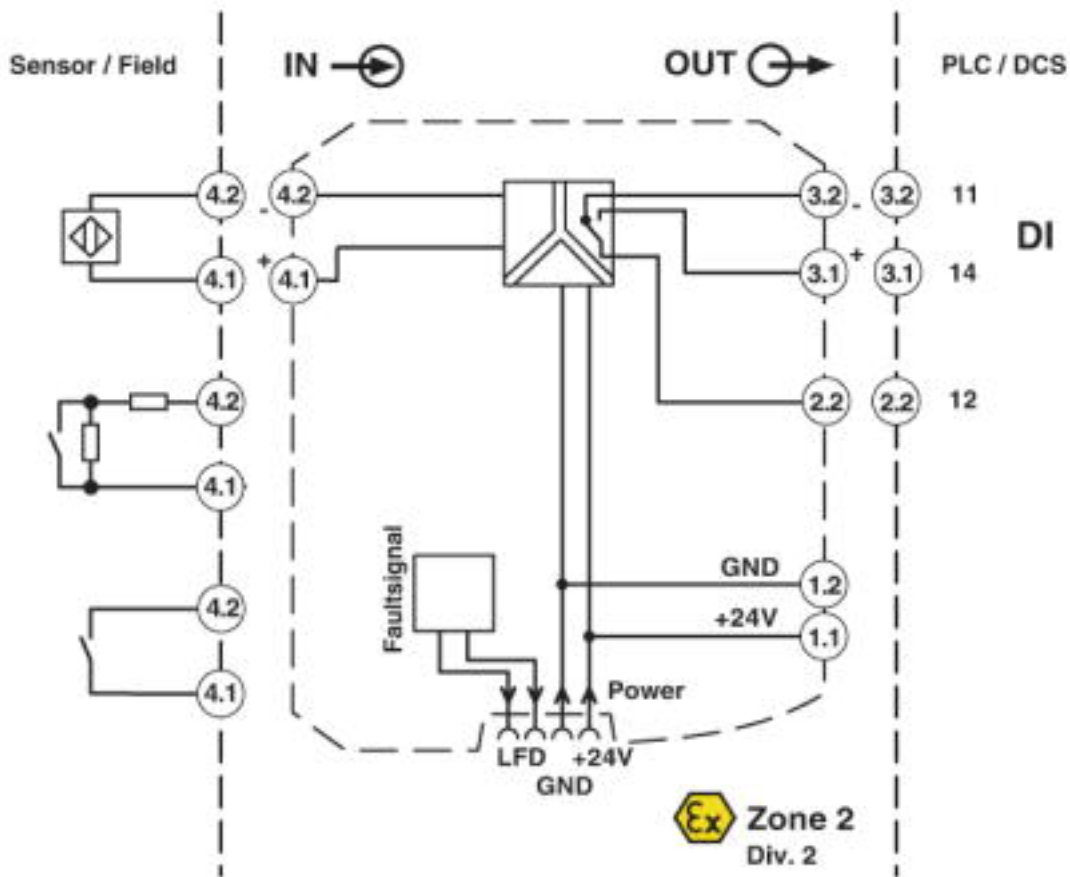 Sensor / Field
IN
OUT
PLC / DCS
4.2
4.2
3.2
3.2
11
-
-
DI
+
+
4.1
4.1
3.1
3.1
14
4.2
2.2
2.2
12
4.1
Faultsignal
GND
1.2
4.2
+24V
1.1
4.1
Power
LFD
+24V
GND
Ex
Zone 2
Div. 2